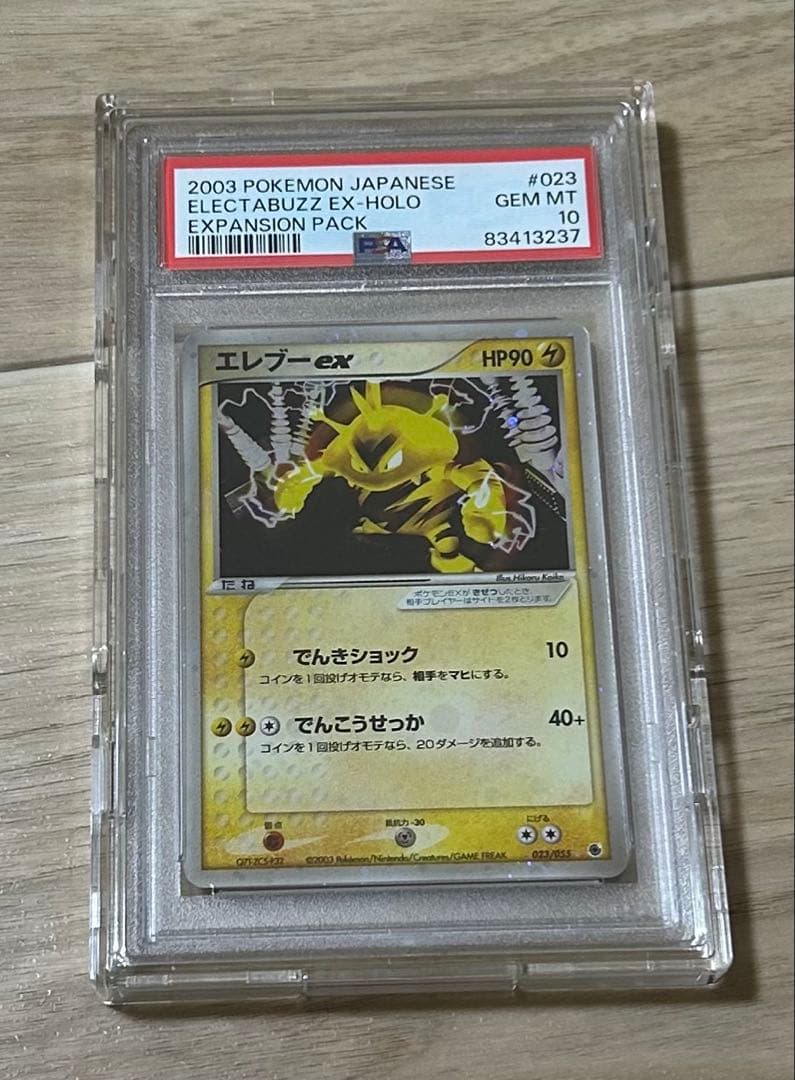 2003 POKEMON JAPANESE #023
ELECTABUZZ EX-HOLO GEM MT
EXPANSION PACK 10
PSA 83413237
エレブーex HP90
たね Illus. Hikaru Koike
ポケモンexがきぜつしたとき、
相手プレイヤーはサイドを2枚とります。
でんきショック 10
コインを1回投げオモテなら、相手をマヒにする。
でんこうせっか 40+
コインを1回投げオモテなら、20ダメージを追加する。
弱点 抵抗力 -30 にげる
©2003 Pokémon/Nintendo/Creatures/GAME FREAK 023/055